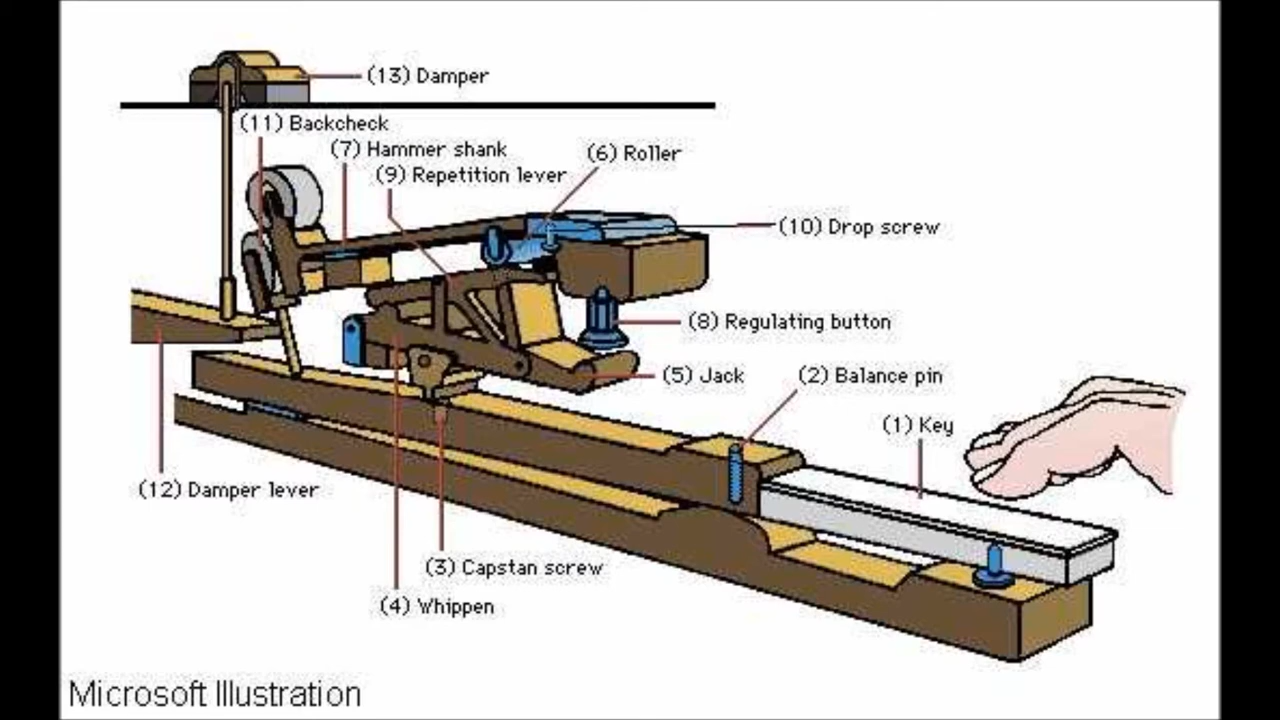 (13) Damper
(11) Backcheck
(7) Hammer shank
(6) Roller
(9) Repetition lever
(10) Drop screw
(8) Regulating button
(5) Jack
(2) Balance pin
(1) Key
(12) Damper lever
(3) Capstan screw
(4) Whippen
Microsoft Illustration